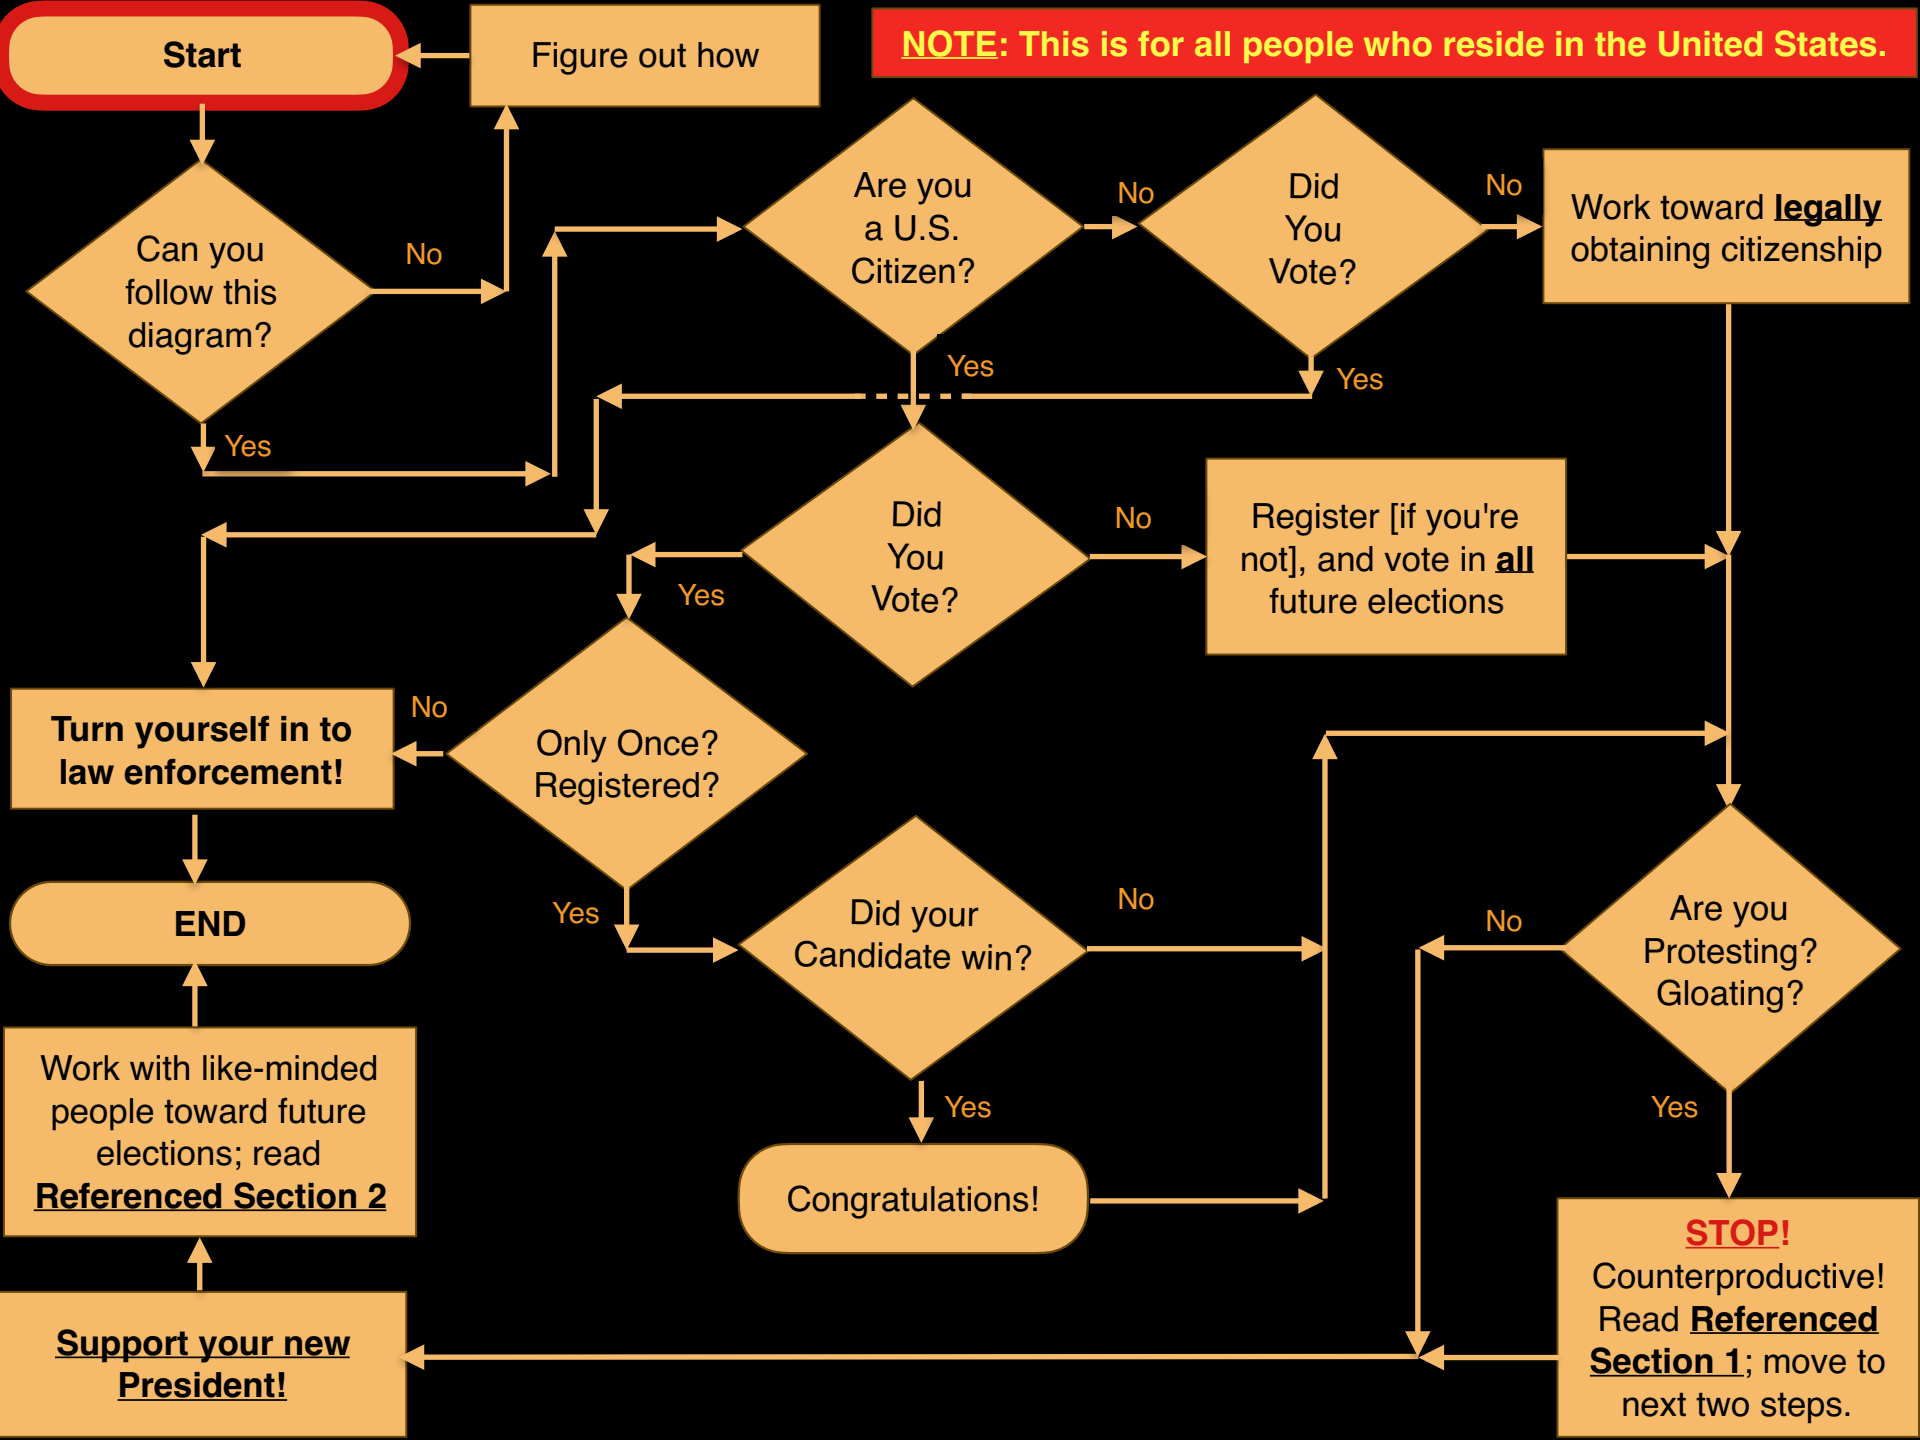 Start
Figure out how
NOTE: This is for all people who reside in the United States.
Can you
follow this
diagram?
No
Yes
Are you
a U.S.
Citizen?
No
Yes
Did
You
Vote?
No
Yes
Work toward legally
obtaining citizenship
Did
You
Vote?
No
Yes
Register [if you're
not], and vote in all
future elections
Only Once?
Registered?
No
Yes
Turn yourself in to
law enforcement!
END
Did your
Candidate win?
No
Yes
Congratulations!
Are you
Protesting?
Gloating?
No
Yes
STOP!
Counterproductive!
Read Referenced
Section 1; move to
next two steps.
Work with like-minded
people toward future
elections; read
Referenced Section 2
Support your new
President!